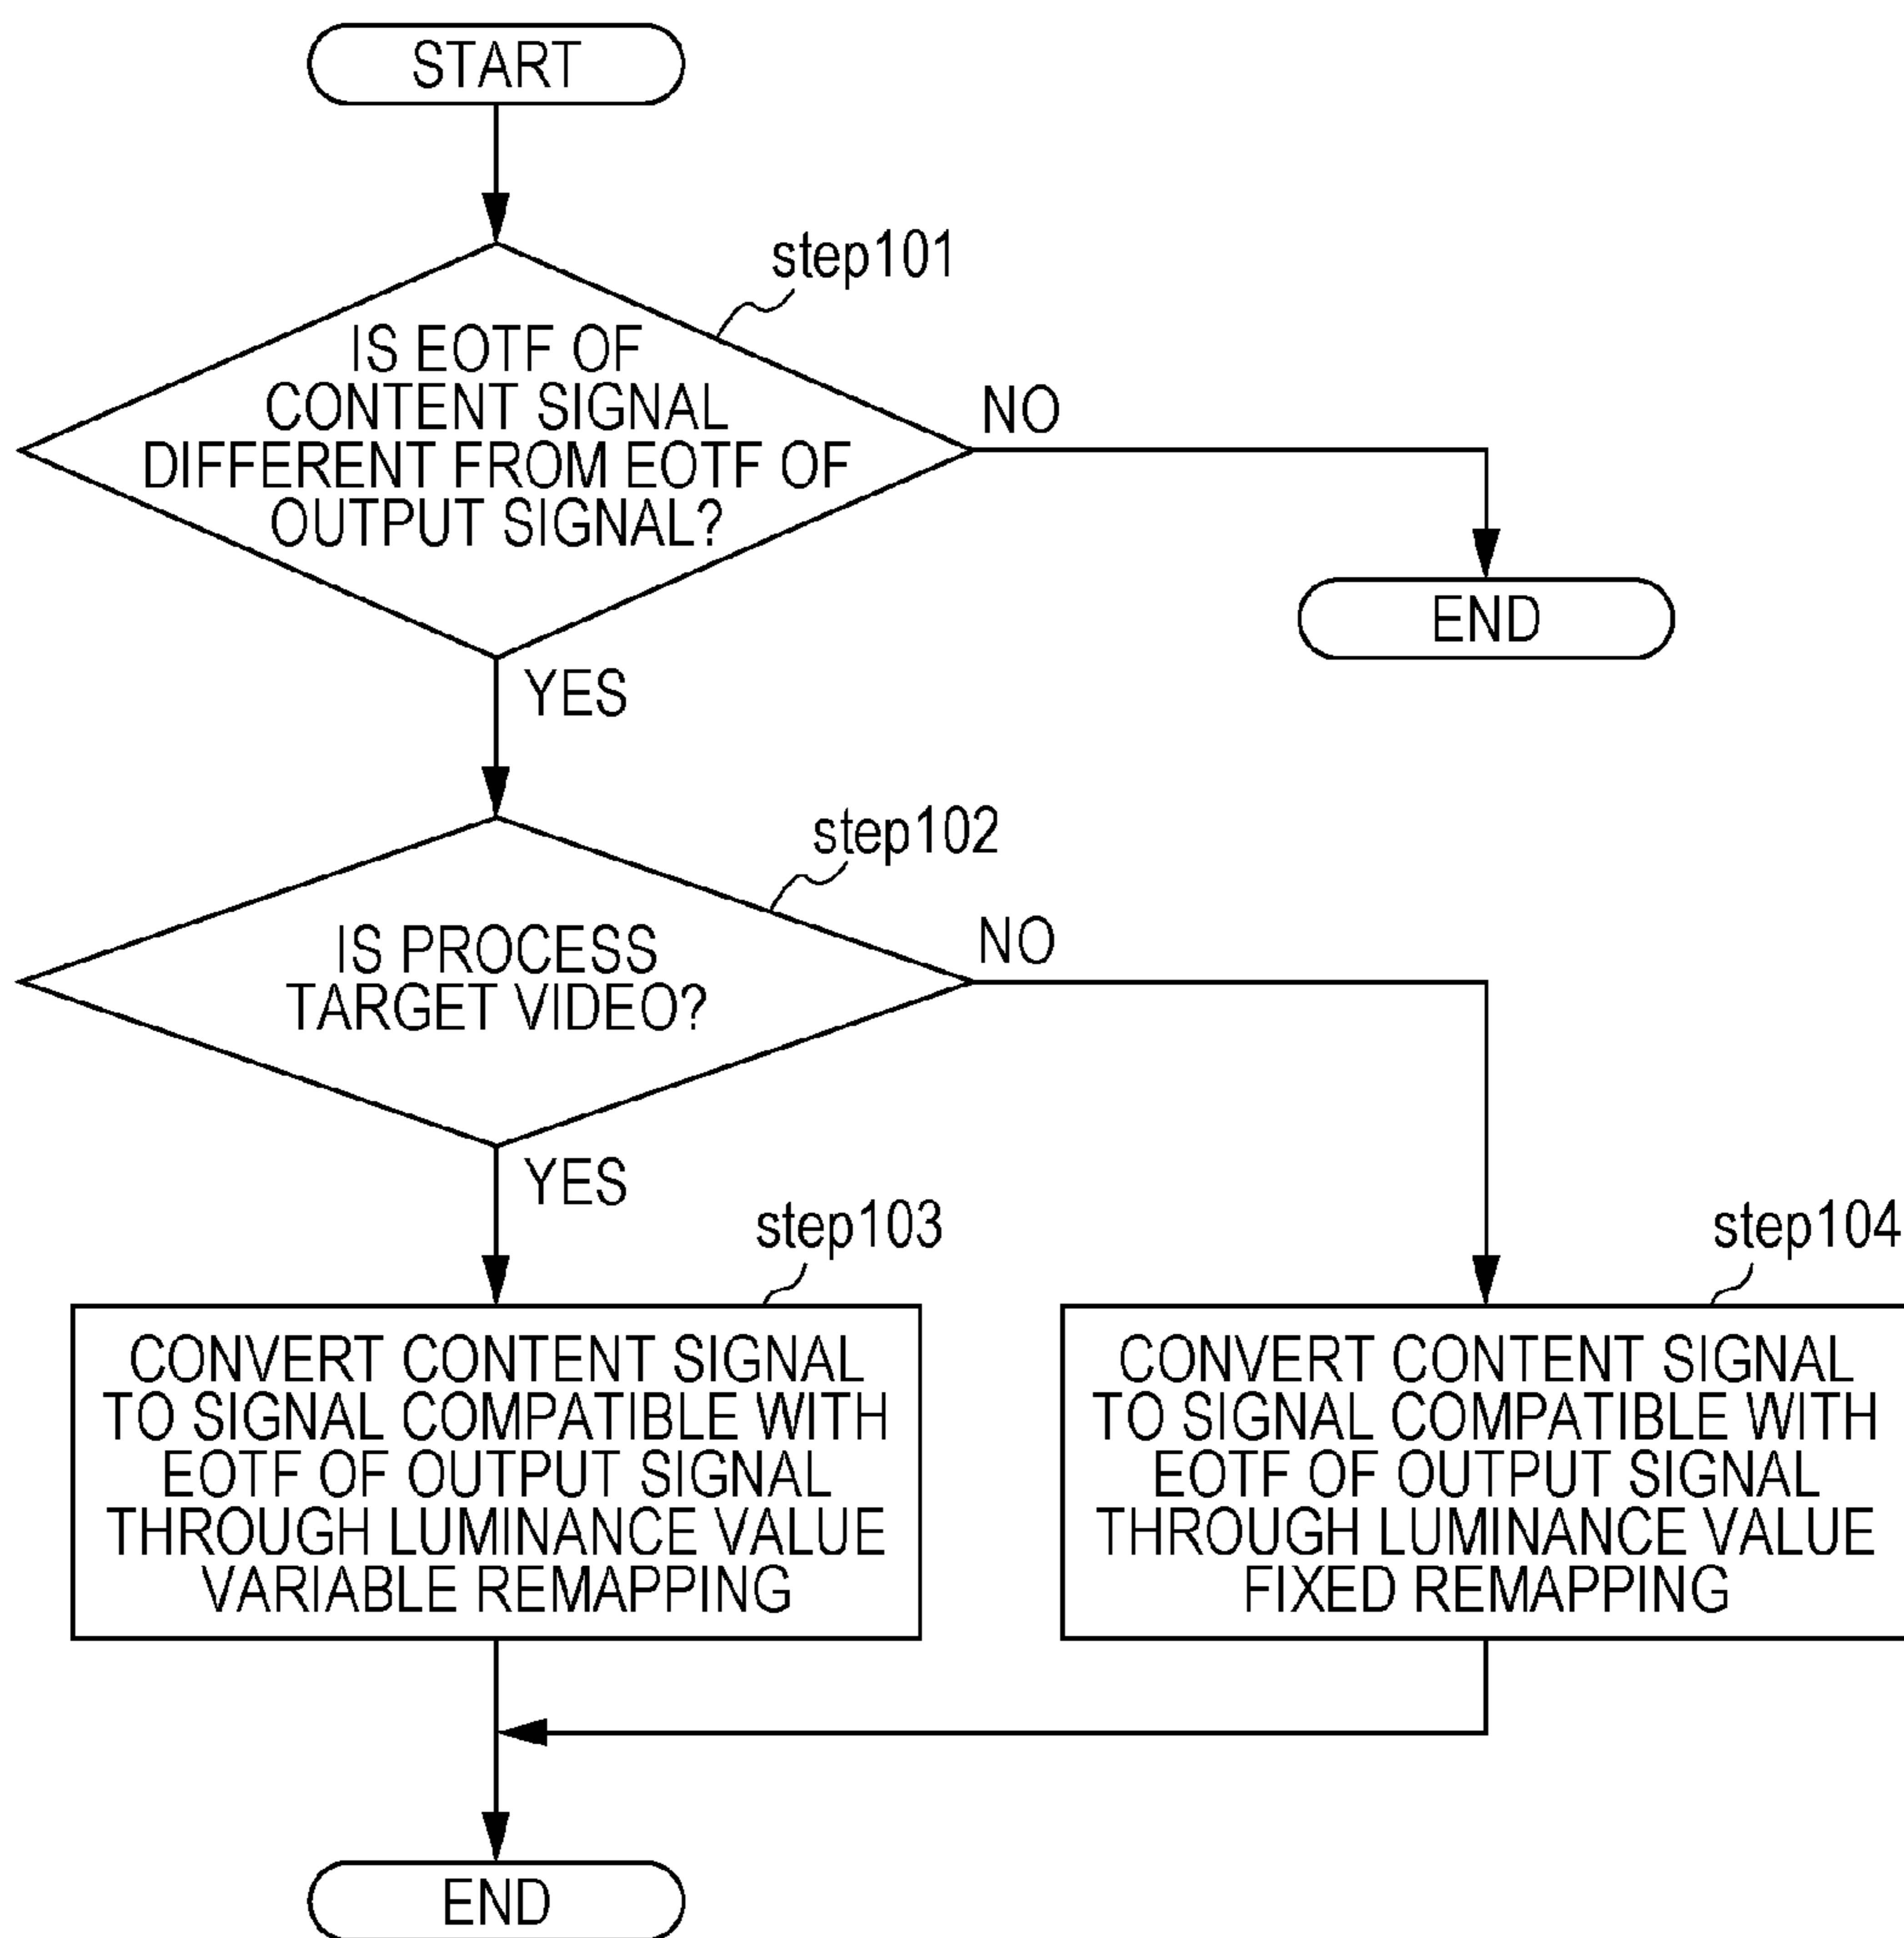 START
step101
IS EOTF OF
CONTENT SIGNAL
DIFFERENT FROM EOTF OF
OUTPUT SIGNAL?
NO
END
YES
step102
IS PROCESS
TARGET VIDEO?
NO
YES
step103
CONVERT CONTENT SIGNAL
TO SIGNAL COMPATIBLE WITH
EOTF OF OUTPUT SIGNAL
THROUGH LUMINANCE VALUE
VARIABLE REMAPPING
step104
CONVERT CONTENT SIGNAL
TO SIGNAL COMPATIBLE WITH
EOTF OF OUTPUT SIGNAL
THROUGH LUMINANCE VALUE
FIXED REMAPPING
END